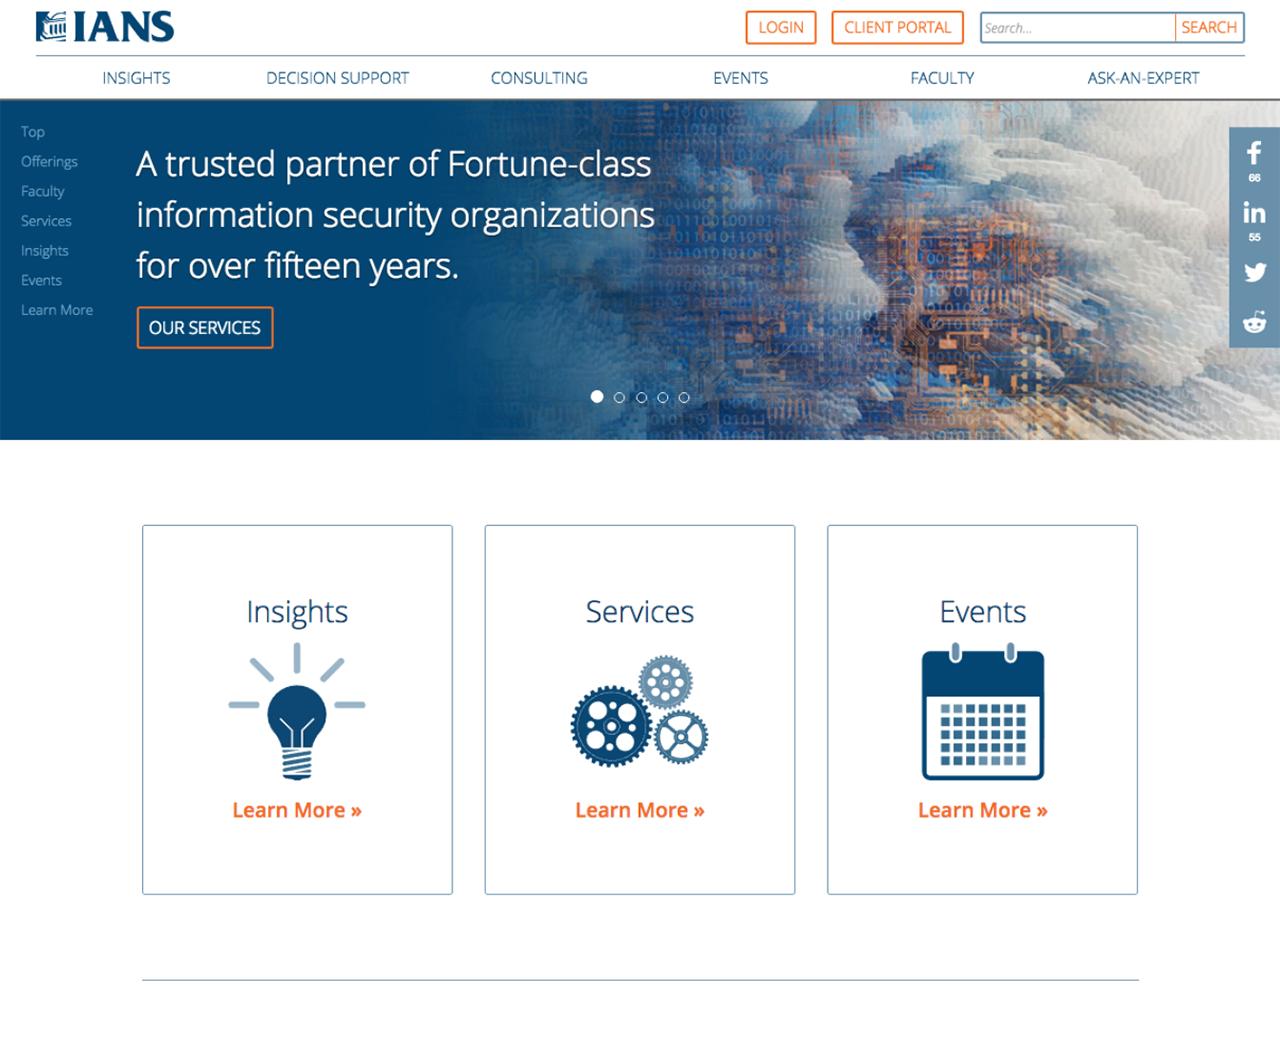 IANS
LOGIN
CLIENT PORTAL
Search...
SEARCH
INSIGHTS
DECISION SUPPORT
CONSULTING
EVENTS
FACULTY
ASK-AN-EXPERT
Top
Offerings
Faculty
Services
Insights
Events
Learn More
A trusted partner of Fortune-class
information security organizations
for over fifteen years.
OUR SERVICES
66
55
Insights
Learn More »
Services
Learn More »
Events
Learn More »